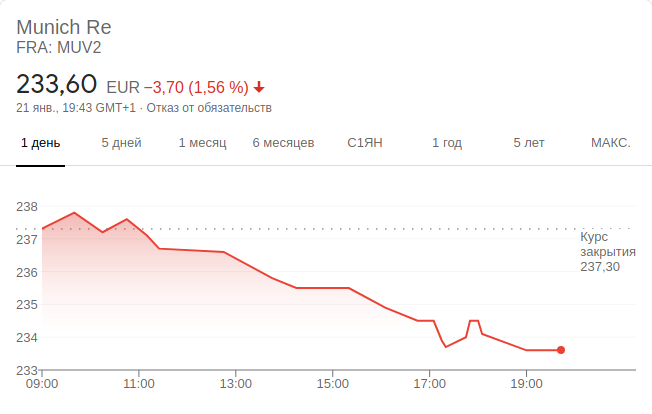 Munich Re
FRA: MUV2
233,60 EUR −3,70 (1,56 %)
21 янв., 19:43 GMT+1 · Отказ от обязательств
1 день 5 дней 1 месяц 6 месяцев С1ЯН 1 год 5 лет МАКС.
238
237
236
235
234
233
Курс
закрытия
237,30
09:00 11:00 13:00 15:00 17:00 19:00